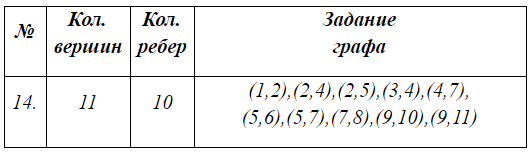 №
Кол.
вершин
Кол.
ребер
Задание
графа
14.
11
10
(1,2),(2,4),(2,5),(3,4),(4,7),
(5,6),(5,7),(7,8),(9,10),(9,11)